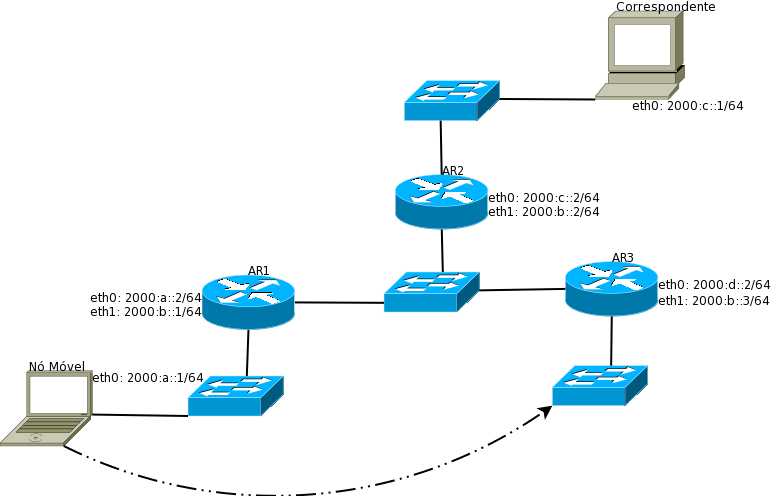 Correspondente
eth0: 2000:c::1/64
AR2
eth0: 2000:c::2/64
eth1: 2000:b::2/64
AR1
eth0: 2000:a::2/64
eth1: 2000:b::1/64
AR3
eth0: 2000:d::2/64
eth1: 2000:b::3/64
Nó Móvel
eth0: 2000:a::1/64